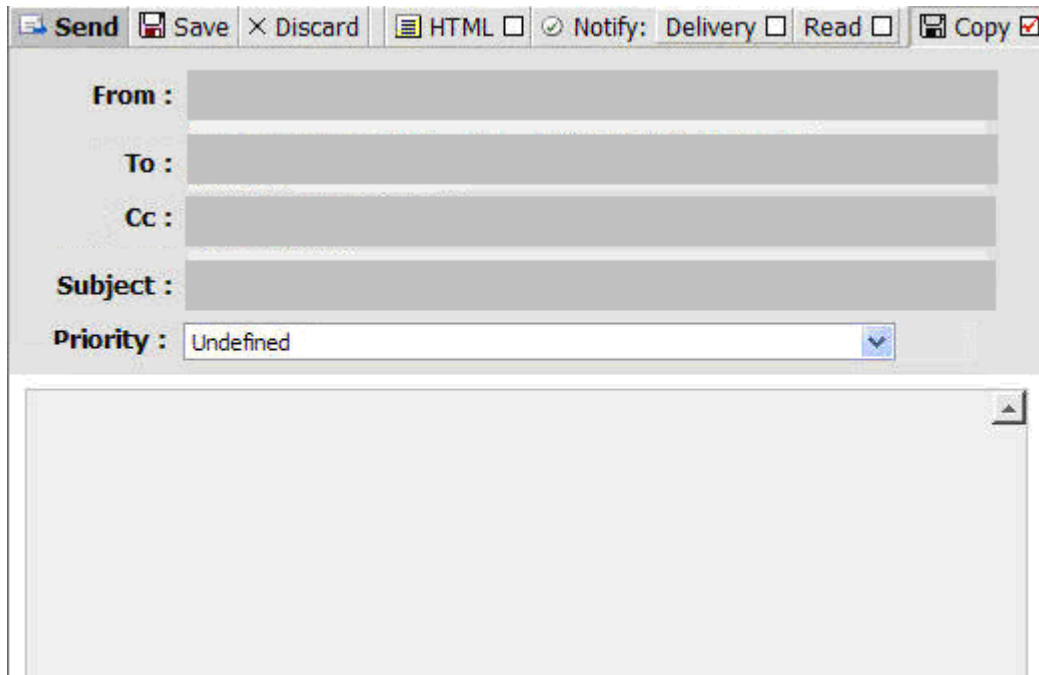 Send Save × Discard HTML Notify: Delivery Read Copy
From :
To :
Cc :
Subject :
Priority : Undefined